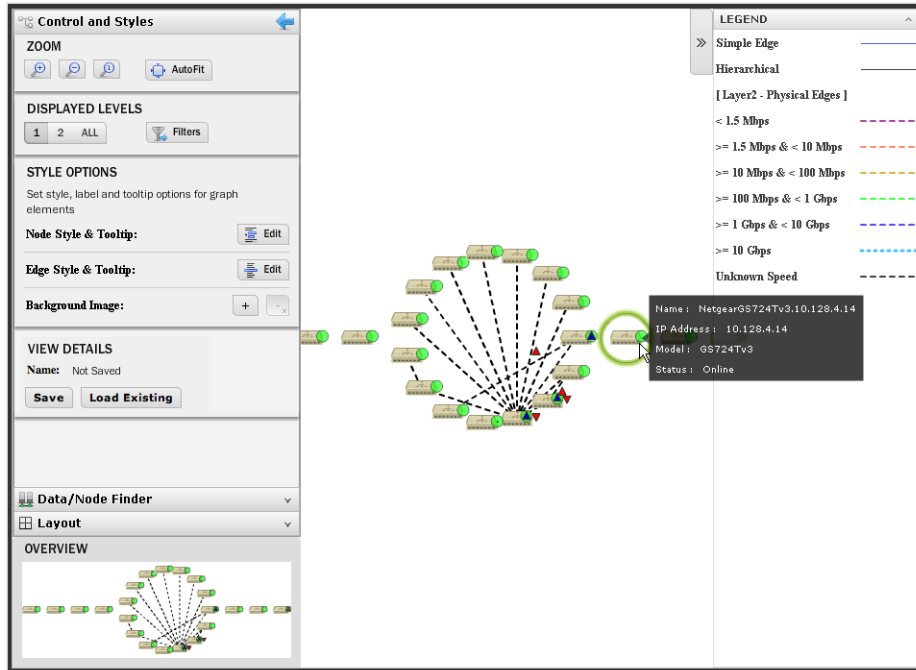 Control and Styles
ZOOM
AutoFit
DISPLAYED LEVELS
1 2 ALL Filters
STYLE OPTIONS
Set style, label and tooltip options for graph
elements
Node Style & Tooltip: Edit
Edge Style & Tooltip: Edit
Background Image: +
VIEW DETAILS
Name: Not Saved
Save Load Existing
Data/Node Finder
Layout
OVERVIEW
Name : NetgearGS724Tv3.10.128.4.14
IP Address : 10.128.4.14
Model : GS724Tv3
Status : Online
LEGEND
Simple Edge
Hierarchical
[ Layer2 - Physical Edges ]
< 1.5 Mbps
>= 1.5 Mbps & < 10 Mbps
>= 10 Mbps & < 100 Mbps
>= 100 Mbps & < 1 Gbps
>= 1 Gbps & < 10 Gbps
>= 10 Gbps
Unknown Speed